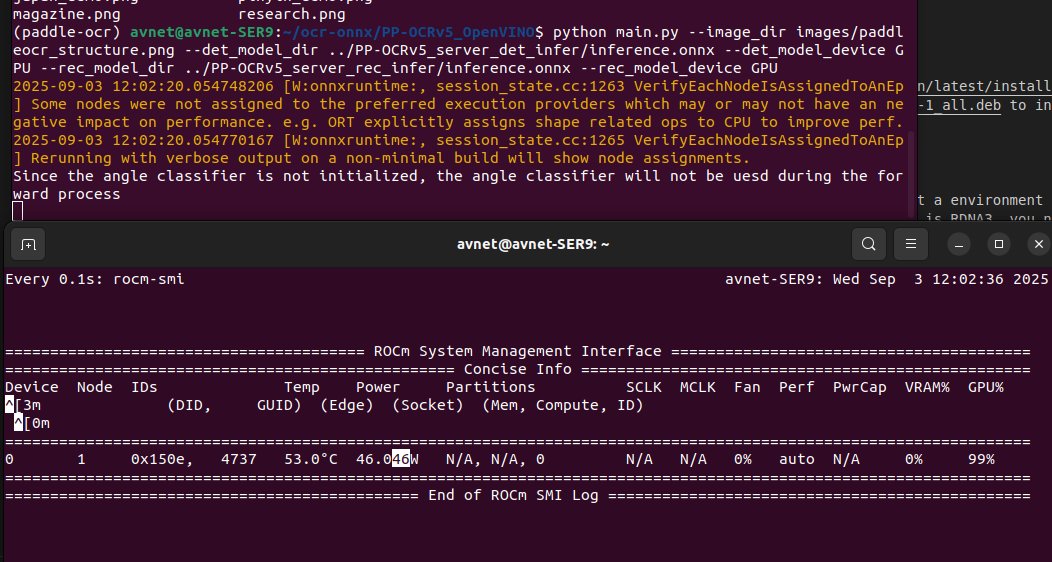 magazine.png research.png
(paddle-ocr) avnet@avnet-SER9:~/ocr-onnx/PP-OCRv5_OpenVINO$ python main.py --image_dir images/paddl
eocr_structure.png --det_model_dir ../PP-OCRv5_server_det_infer/inference.onnx --det_model_device G
PU --rec_model_dir ../PP-OCRv5_server_rec_infer/inference.onnx --rec_model_device GPU
2025-09-03 12:02:20.054748206 [W:onnxruntime:, session_state.cc:1263 VerifyEachNodeIsAssignedToAnEp
] Some nodes were not assigned to the preferred execution providers which may or may not have an ne
gative impact on performance. e.g. ORT explicitly assigns shape related ops to CPU to improve perf.
2025-09-03 12:02:20.054770167 [W:onnxruntime:, session_state.cc:1265 VerifyEachNodeIsAssignedToAnEp
] Rerunning with verbose output on a non-minimal build will show node assignments.
Since the angle classifier is not initialized, the angle classifier will not be uesd during the for
ward process
n/latest/install
-1_all.deb to in
t a environment
is RDNA3, you n
avnet@avnet-SER9: ~
Every 0.1s: rocm-smi avnet-SER9: Wed Sep 3 12:02:36 2025
======================================== ROCm System Management Interface ========================================
================================================== Concise Info ==================================================
Device Node IDs Temp Power Partitions SCLK MCLK Fan Perf PwrCap VRAM% GPU%
^[3m (DID, GUID) (Edge) (Socket) (Mem, Compute, ID)
^[0m
==================================================================================================================
0 1 0x150e, 4737 53.0°C 46.046W N/A, N/A, 0 N/A N/A 0% auto N/A 0% 99%
==================================================================================================================
============================================== End of ROCm SMI Log ===============================================